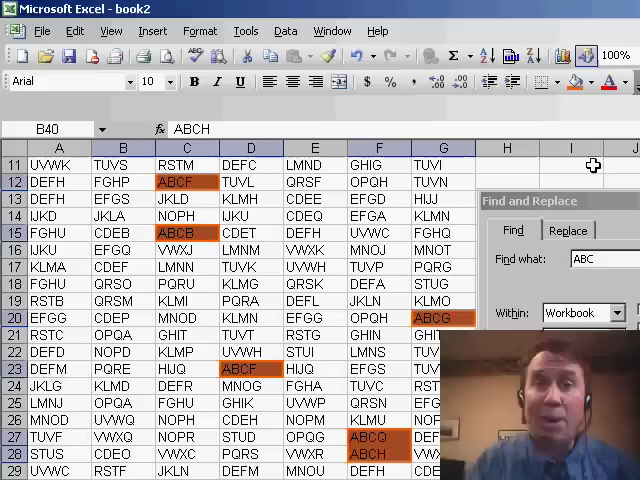 Microsoft Excel - book2
File Edit View Insert Format Tools Data Window Help
Σ 100%
Arial 10 B I U $ % ,
B40 fx ABCH
A B C D E F G H I J
11 UVWK TUVS RSTM DEFC LMND GHIG TUVI
12 DEFH FGHP ABCF TUVL QRSF OPQH TUVN
13 DEFH EFGS JKLD KLMH CDEE EFGD HIJJ
14 IJKD JKLA NOPH IJKU CDEQ EFGA KLMN
15 FGHU CDEB ABCB CDET DEFH UVWC FGHQ
16 IJKU EFGQ VWXJ LMNM VWXK MNOJ MNOT
17 KLMA CDEF LMNN TUVK UVWH TUVP PQRG
18 FGHU QRSO PQRU KLMG QRSK DEFA STUG
19 RSTB QRSM KLMI PQRA DEFL JKLN KLMO
20 EFGG CDEP MNOD KLMN EFGG OPQH ABCG
21 RSTC OPQA GHIT TUVT RSTG GHIN GHIT
22 DEFD NOPD KLMP UVWH STUI LMNS
23 DEFM PQRE HIJQ ABCF HIJQ EFGS
24 JKLG KLMD DEFR MNOG FGHA TUVC
25 LMNJ OPQA FGHU GHIK UVWP QRSN
26 MNOD UVWQ NOPL CDEH NOPM KLMU
27 TUVF VWXQ NOPR STUD OPQG ABCQ DEF
28 STUS CDEO VWXC PQRS VWXR ABCH
29 UVWC RSTF JKLN DEFM MNOU DEFH
Find and Replace
Find Replace
Find what: ABC
Within: Workbook